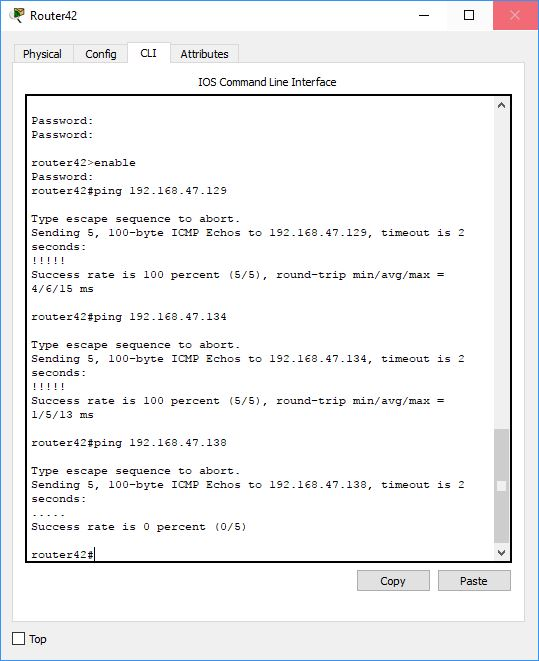 Router42
Physical Config CLI Attributes
IOS Command Line Interface
Password:
Password:
router42>enable
Password:
router42#ping 192.168.47.129
Type escape sequence to abort.
Sending 5, 100-byte ICMP Echos to 192.168.47.129, timeout is 2
seconds:
!!!!!
Success rate is 100 percent (5/5), round-trip min/avg/max =
4/6/15 ms
router42#ping 192.168.47.134
Type escape sequence to abort.
Sending 5, 100-byte ICMP Echos to 192.168.47.134, timeout is 2
seconds:
!!!!!
Success rate is 100 percent (5/5), round-trip min/avg/max =
1/5/13 ms
router42#ping 192.168.47.138
Type escape sequence to abort.
Sending 5, 100-byte ICMP Echos to 192.168.47.138, timeout is 2
seconds:
.....
Success rate is 0 percent (0/5)
router42#
Copy Paste
Top